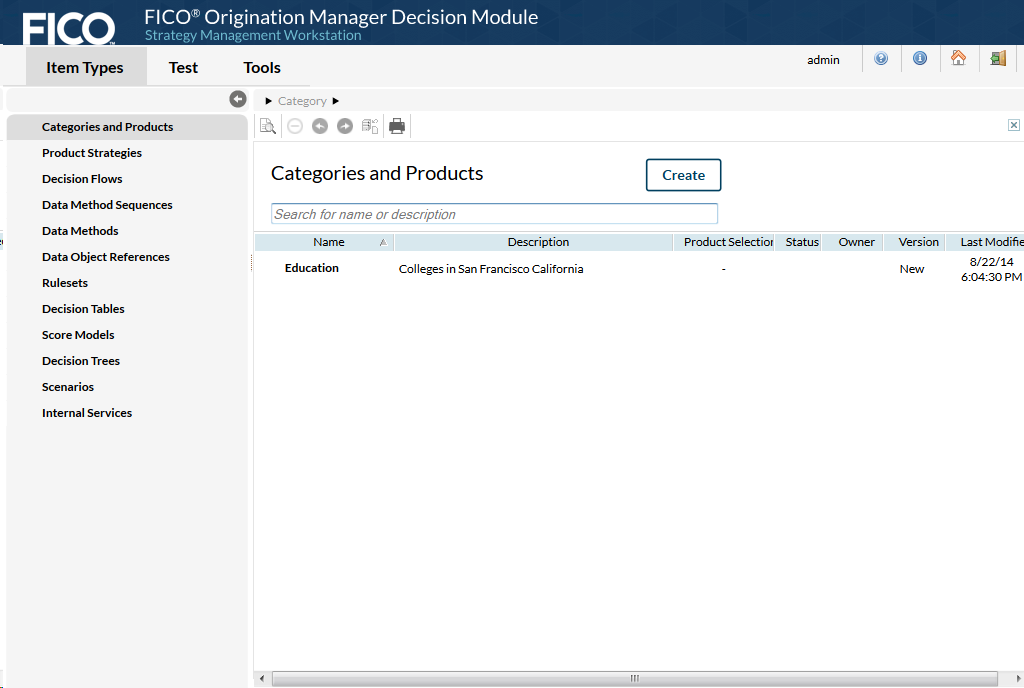 FICO
FICO® Origination Manager Decision Module
Strategy Management Workstation
Item Types
Test
Tools
admin
Category
Categories and Products
Product Strategies
Decision Flows
Data Method Sequences
Data Methods
Data Object References
Rulesets
Decision Tables
Score Models
Decision Trees
Scenarios
Internal Services
Categories and Products
Create
Search for name or description
Name Description Product Selection Status Owner Version Last Modifie
Education Colleges in San Francisco California - New 8/22/14
6:04:30 PM